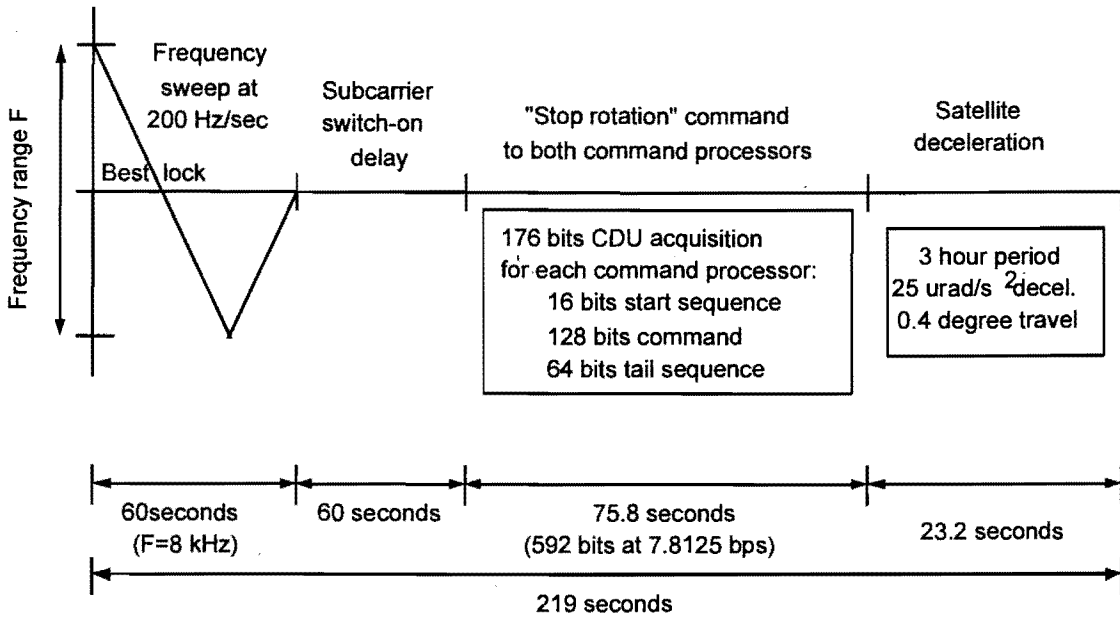 Frequency range F
Frequency
sweep at
200 Hz/sec
Best lock
Subcarrier
switch-on
delay
"Stop rotation" command
to both command processors
Satellite
deceleration
176 bits CDU acquisition
for each command processor:
16 bits start sequence
128 bits command
64 bits tail sequence
3 hour period
25 urad/s 2 decel.
0.4 degree travel
60seconds
(F=8 kHz)
60 seconds
75.8 seconds
(592 bits at 7.8125 bps)
23.2 seconds
219 seconds